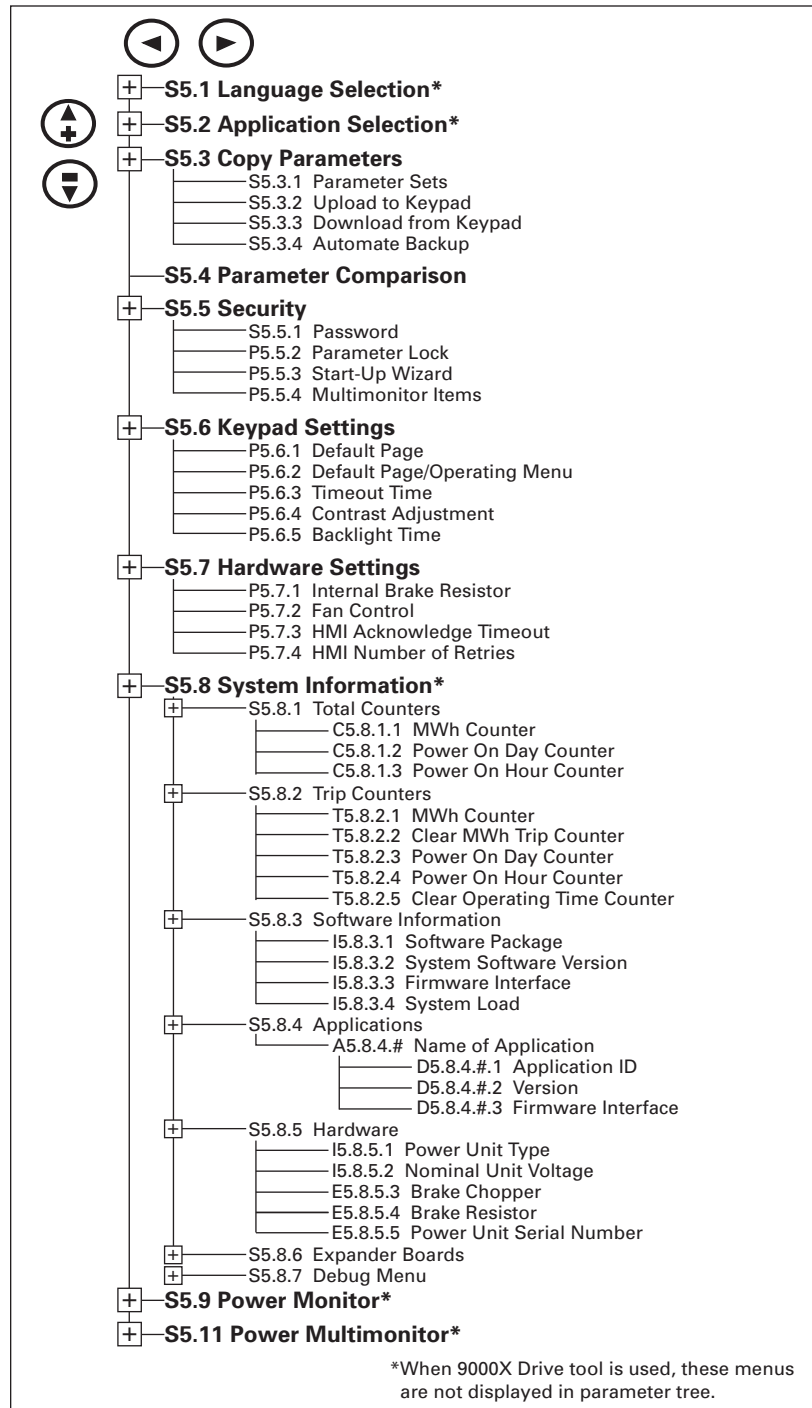 S5.1 Language Selection*
S5.2 Application Selection*
S5.3 Copy Parameters
S5.3.1 Parameter Sets
S5.3.2 Upload to Keypad
S5.3.3 Download from Keypad
S5.3.4 Automate Backup
S5.4 Parameter Comparison
S5.5 Security
S5.5.1 Password
P5.5.2 Parameter Lock
P5.5.3 Start-Up Wizard
P5.5.4 Multimonitor Items
S5.6 Keypad Settings
P5.6.1 Default Page
P5.6.2 Default Page/Operating Menu
P5.6.3 Timeout Time
P5.6.4 Contrast Adjustment
P5.6.5 Backlight Time
S5.7 Hardware Settings
P5.7.1 Internal Brake Resistor
P5.7.2 Fan Control
P5.7.3 HMI Acknowledge Timeout
P5.7.4 HMI Number of Retries
S5.8 System Information*
S5.8.1 Total Counters
C5.8.1.1 MWh Counter
C5.8.1.2 Power On Day Counter
C5.8.1.3 Power On Hour Counter
S5.8.2 Trip Counters
T5.8.2.1 MWh Counter
T5.8.2.2 Clear MWh Trip Counter
T5.8.2.3 Power On Day Counter
T5.8.2.4 Power On Hour Counter
T5.8.2.5 Clear Operating Time Counter
S5.8.3 Software Information
I5.8.3.1 Software Package
I5.8.3.2 System Software Version
I5.8.3.3 Firmware Interface
I5.8.3.4 System Load
S5.8.4 Applications
A5.8.4.# Name of Application
D5.8.4.#.1 Application ID
D5.8.4.#.2 Version
D5.8.4.#.3 Firmware Interface
S5.8.5 Hardware
I5.8.5.1 Power Unit Type
I5.8.5.2 Nominal Unit Voltage
E5.8.5.3 Brake Chopper
E5.8.5.4 Brake Resistor
E5.8.5.5 Power Unit Serial Number
S5.8.6 Expander Boards
S5.8.7 Debug Menu
S5.9 Power Monitor*
S5.11 Power Multimonitor*
*When 9000X Drive tool is used, these menus
are not displayed in parameter tree.